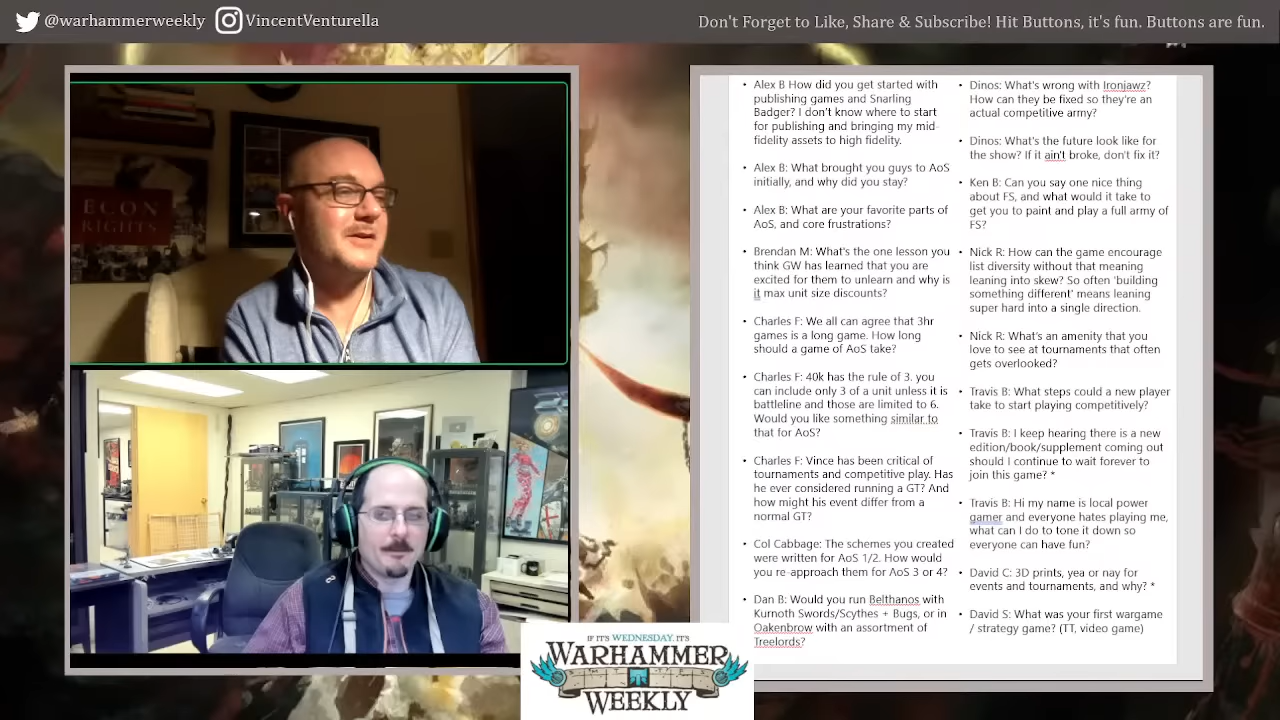 @warhammerweekly VincentVenturella
Don't Forget to Like, Share & Subscribe! Hit Buttons, it's fun. Buttons are fun.
ECON
RIGHTS
• Alex B How did you get started with
publishing games and Snarling
Badger? I don't know where to start
for publishing and bringing my mid-
fidelity assets to high fidelity.
• Alex B: What brought you guys to AoS
initially, and why did you stay?
• Alex B: What are your favorite parts of
AoS, and core frustrations?
• Brendan M: What's the one lesson you
think GW has learned that you are
excited for them to unlearn and why is
it max unit size discounts?
• Charles F: We all can agree that 3hr
games is a long game. How long
should a game of AoS take?
• Charles F: 40k has the rule of 3. you
can include only 3 of a unit unless it is
battleline and those are limited to 6.
Would you like something similar to
that for AoS?
• Charles F: Vince has been critical of
tournaments and competitive play. Has
he ever considered running a GT? And
how might his event differ from a
normal GT?
• Col Cabbage: The schemes you created
were written for AoS 1/2. How would
you re-approach them for AoS 3 or 4?
• Dan B: Would you run Belthanos with
Kurnoth Swords/Scythes + Bugs, or in
Oakenbrow with an assortment of
Treelords?
• Dinos: What's wrong with Ironjawz?
How can they be fixed so they're an
actual competitive army?
• Dinos: What's the future look like for
the show? If it ain't broke, don't fix it?
• Ken B: Can you say one nice thing
about FS, and what would it take to
get you to paint and play a full army of
FS?
• Nick R: How can the game encourage
list diversity without that meaning
leaning into skew? So often 'building
something different' means leaning
super hard into a single direction.
• Nick R: What's an amenity that you
love to see at tournaments that often
gets overlooked?
• Travis B: What steps could a new player
take to start playing competitively?
• Travis B: I keep hearing there is a new
edition/book/supplement coming out
should I continue to wait forever to
join this game? *
• Travis B: Hi my name is local power
gamer and everyone hates playing me,
what can I do to tone it down so
everyone can have fun?
• David C: 3D prints, yea or nay for
events and tournaments, and why? *
• David S: What was your first wargame
/ strategy game? (TT, video game)
IF IT'S WEDNESDAY, IT'S
WARHAMMER
WEEKLY